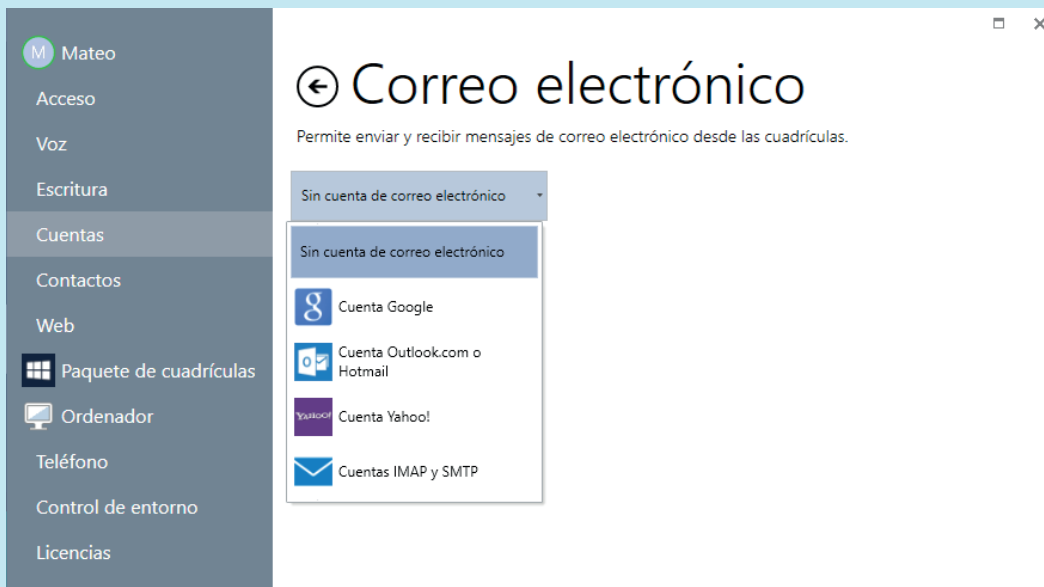 M Mateo
Acceso
Voz
Escritura
Cuentas
Contactos
Web
Paquete de cuadrículas
Ordenador
Teléfono
Control de entorno
Licencias
Correo electrónico
Permite enviar y recibir mensajes de correo electrónico desde las cuadrículas.
Sin cuenta de correo electrónico
Sin cuenta de correo electrónico
g Cuenta Google
o Cuenta Outlook.com o
Hotmail
YAHOO! Cuenta Yahoo!
Cuentas IMAP y SMTP